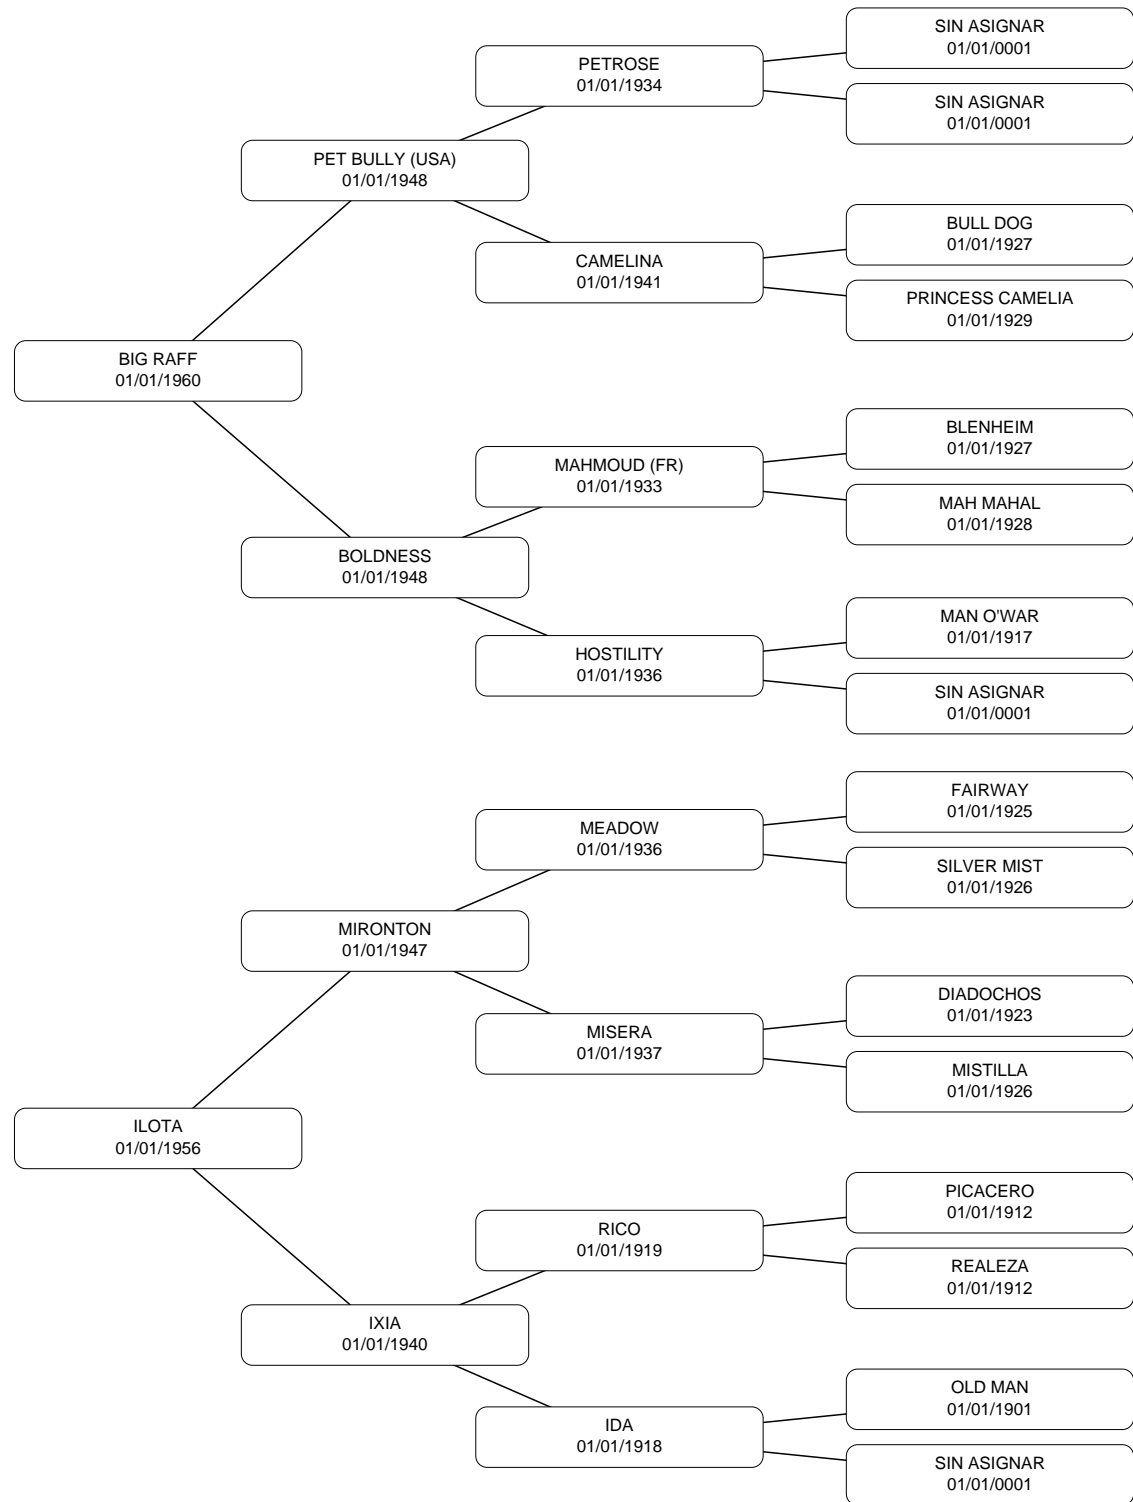 SIN ASIGNAR
01/01/0001
PETROSE
01/01/1934
SIN ASIGNAR
01/01/0001
PET BULLY (USA)
01/01/1948
BULL DOG
01/01/1927
CAMELINA
01/01/1941
PRINCESS CAMELIA
01/01/1929
BIG RAFF
01/01/1960
BLENHEIM
01/01/1927
MAHMOUD (FR)
01/01/1933
MAH MAHAL
01/01/1928
BOLDNESS
01/01/1948
MAN O'WAR
01/01/1917
HOSTILITY
01/01/1936
SIN ASIGNAR
01/01/0001
FAIRWAY
01/01/1925
MEADOW
01/01/1936
SILVER MIST
01/01/1926
MIRONTON
01/01/1947
DIADOCHOS
01/01/1923
MISERA
01/01/1937
MISTILLA
01/01/1926
ILOTA
01/01/1956
PICACERO
01/01/1912
RICO
01/01/1919
REALEZA
01/01/1912
IXIA
01/01/1940
OLD MAN
01/01/1901
IDA
01/01/1918
SIN ASIGNAR
01/01/0001